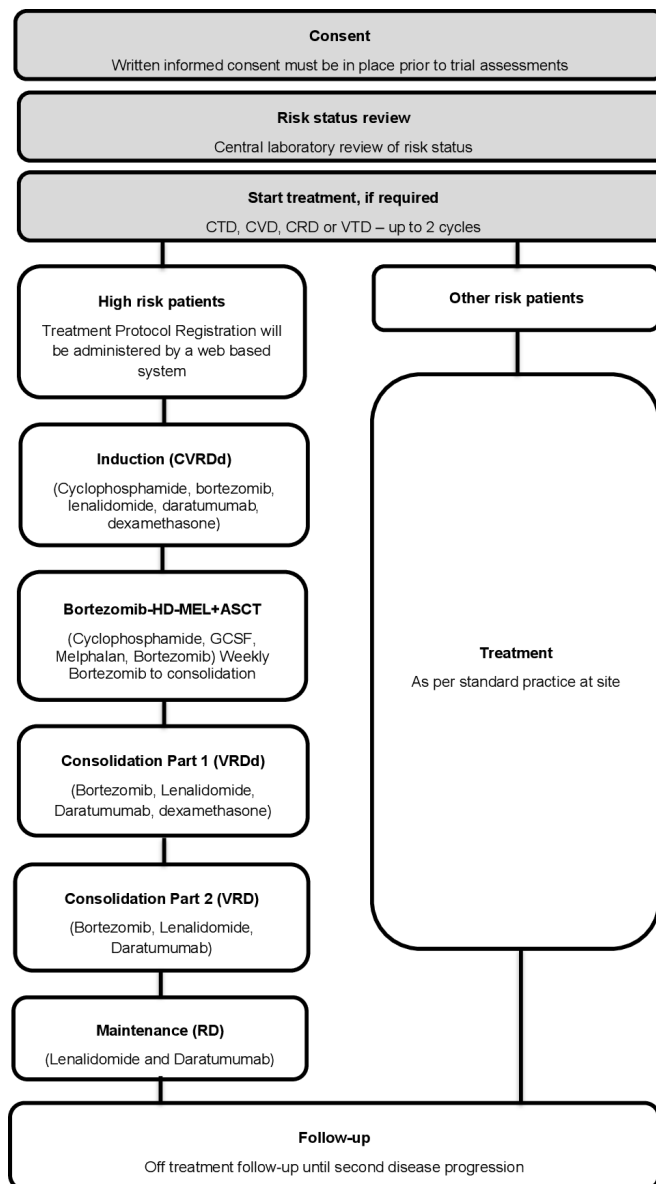 Consent
Written informed consent must be in place prior to trial assessments
Risk status review
Central laboratory review of risk status
Start treatment, if required
CTD, CVD, CRD or VTD – up to 2 cycles
High risk patients
Treatment Protocol Registration will
be administered by a web based
system
Other risk patients
Induction (CVRDd)
(Cyclophosphamide, bortezomib,
lenalidomide, daratumumab,
dexamethasone)
Bortezomib-HD-MEL+ASCT
(Cyclophosphamide, GCSF,
Melphalan, Bortezomib) Weekly
Bortezomib to consolidation
Treatment
As per standard practice at site
Consolidation Part 1 (VRDd)
(Bortezomib, Lenalidomide,
Daratumumab, dexamethasone)
Consolidation Part 2 (VRD)
(Bortezomib, Lenalidomide,
Daratumumab)
Maintenance (RD)
(Lenalidomide and Daratumumab)
Follow-up
Off treatment follow-up until second disease progression